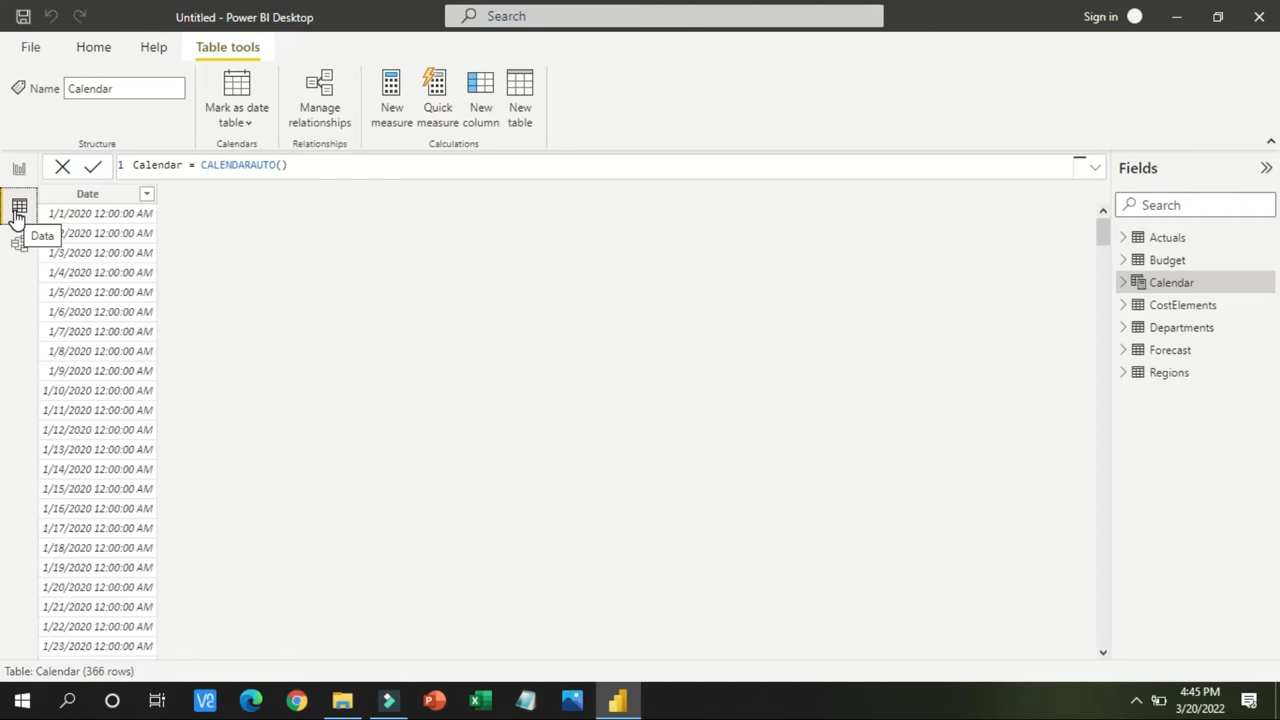 Untitled - Power BI Desktop
Search
Sign in
File
Home
Help
Table tools
Name
Calendar
Mark as date
table
Manage
relationships
New
measure
Quick
measure
New
column
New
table
Structure
Calendars
Relationships
Calculations
1 Calendar = CALENDARAUTO()
Date
1/1/2020 12:00:00 AM
2/2020 12:00:00 AM
Data
1/3/2020 12:00:00 AM
1/4/2020 12:00:00 AM
1/5/2020 12:00:00 AM
1/6/2020 12:00:00 AM
1/7/2020 12:00:00 AM
1/8/2020 12:00:00 AM
1/9/2020 12:00:00 AM
1/10/2020 12:00:00 AM
1/11/2020 12:00:00 AM
1/12/2020 12:00:00 AM
1/13/2020 12:00:00 AM
1/14/2020 12:00:00 AM
1/15/2020 12:00:00 AM
1/16/2020 12:00:00 AM
1/17/2020 12:00:00 AM
1/18/2020 12:00:00 AM
1/19/2020 12:00:00 AM
1/20/2020 12:00:00 AM
1/21/2020 12:00:00 AM
1/22/2020 12:00:00 AM
1/23/2020 12:00:00 AM
Fields
Search
Actuals
Budget
Calendar
CostElements
Departments
Forecast
Regions
Table: Calendar (366 rows)
4:45 PM
3/20/2022